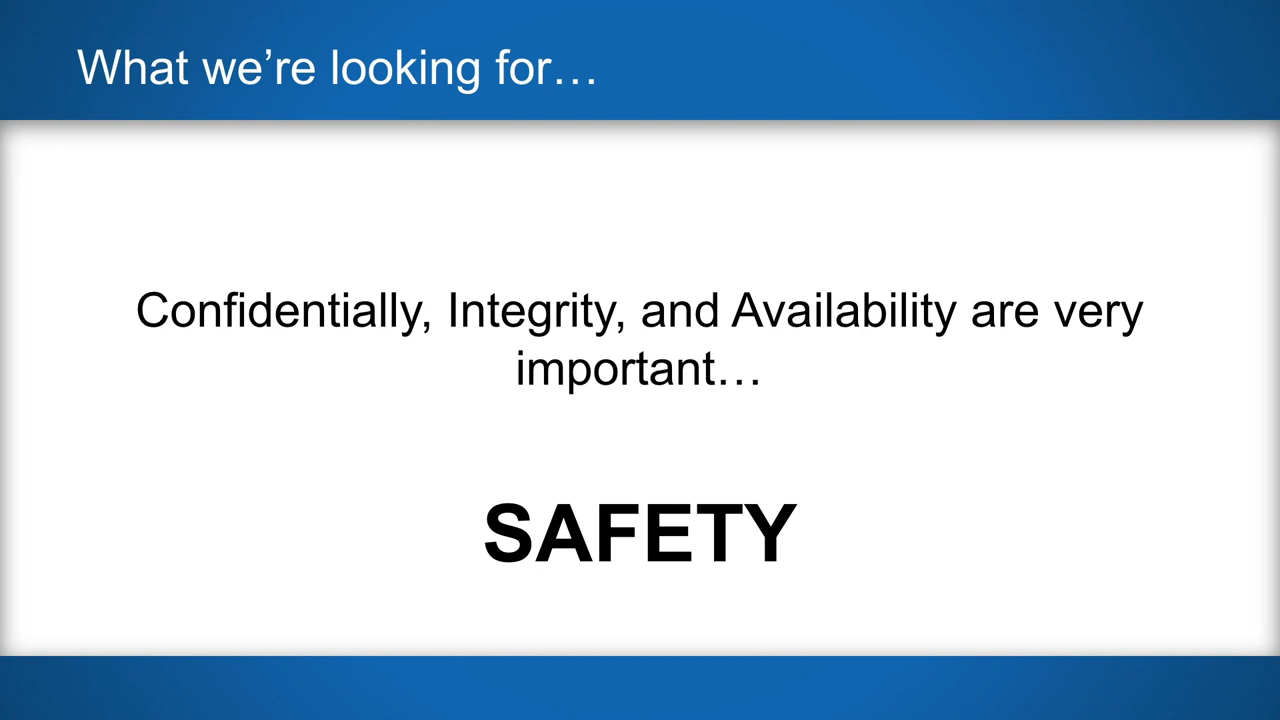 What we’re looking for…
Confidentially, Integrity, and Availability are very
important…
SAFETY